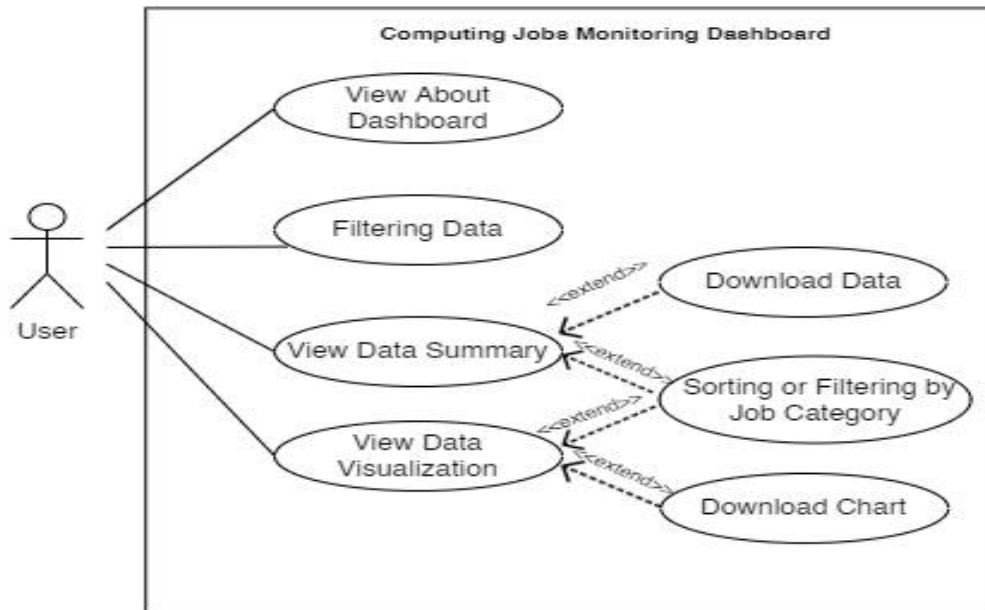 Computing Jobs Monitoring Dashboard
View About
Dashboard
Filtering Data
User
View Data Summary
View Data
Visualization
<<extend>>
Download Data
<<extend>>
Sorting or Filtering by
Job Category
<<extend>>
<<extend>>
Download Chart